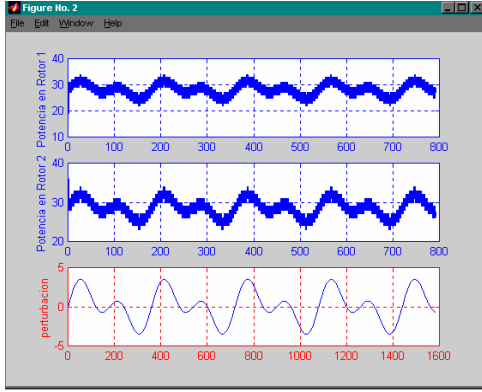 Figure No. 2
File Edit Window Help
Potencia en Rotor 1
40
30
20
10
0 100 200 300 400 500 600 700 800
Potencia en Rotor 2
40
30
20
0 100 200 300 400 500 600 700 800
perturbacion
5
0
-5
0 200 400 600 800 1000 1200 1400 1600